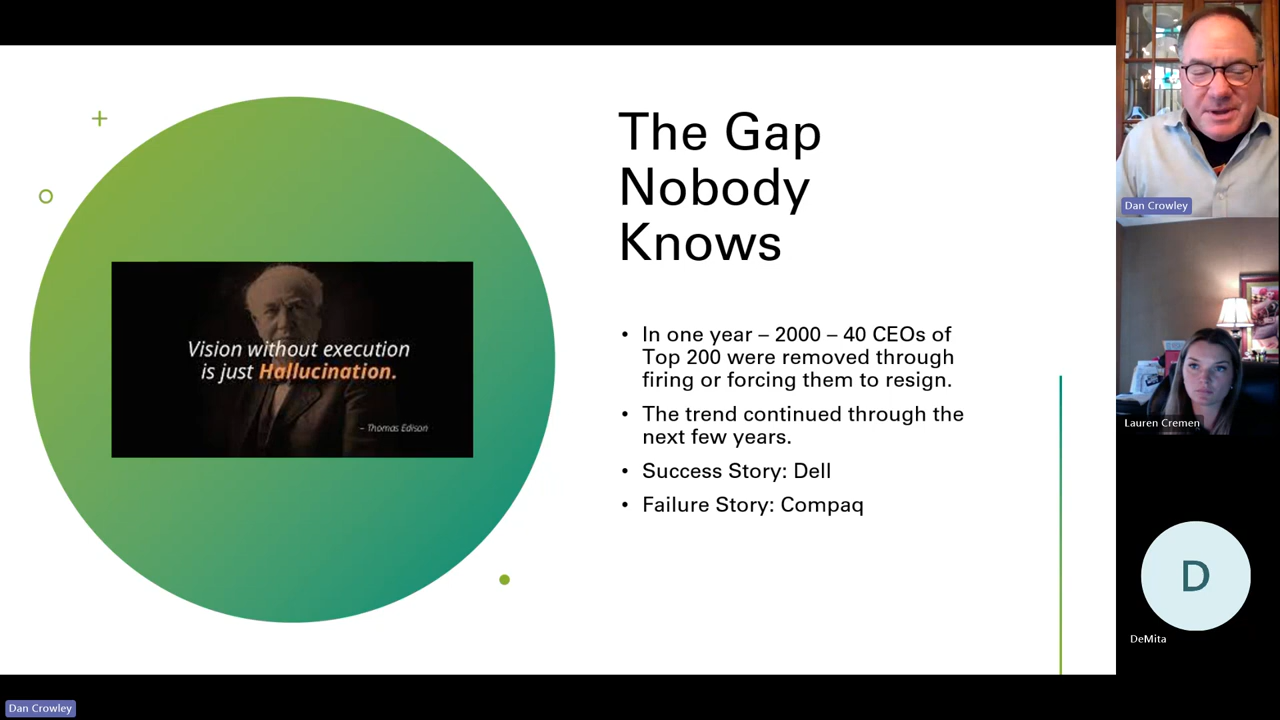 The Gap
Nobody
Knows
Vision without execution
is just Hallucination.
– Thomas Edison
• In one year – 2000 – 40 CEOs of
Top 200 were removed through
firing or forcing them to resign.
• The trend continued through the
next few years.
• Success Story: Dell
• Failure Story: Compaq
Dan Crowley
Lauren Cremen
D
DeMita
Dan Crowley